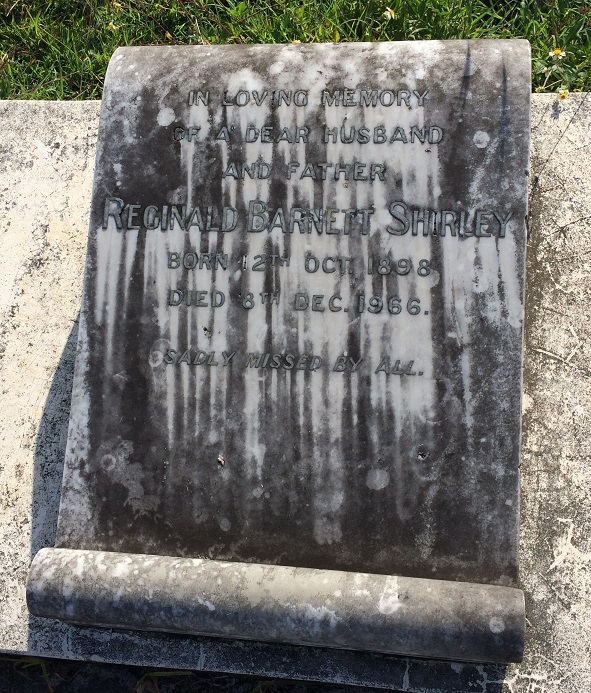 IN LOVING MEMORY
OF A DEAR HUSBAND
AND FATHER
REGINALD BARNETT SHIRLEY
BORN 12TH OCT. 1898
DIED 8TH DEC. 1966.
SADLY MISSED BY ALL.